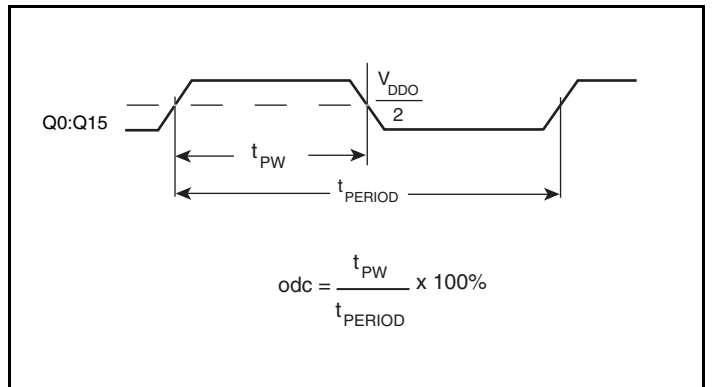 V DDO
2
Q0:Q15
t PW
t PERIOD
t PW
odc = x 100%
t PERIOD